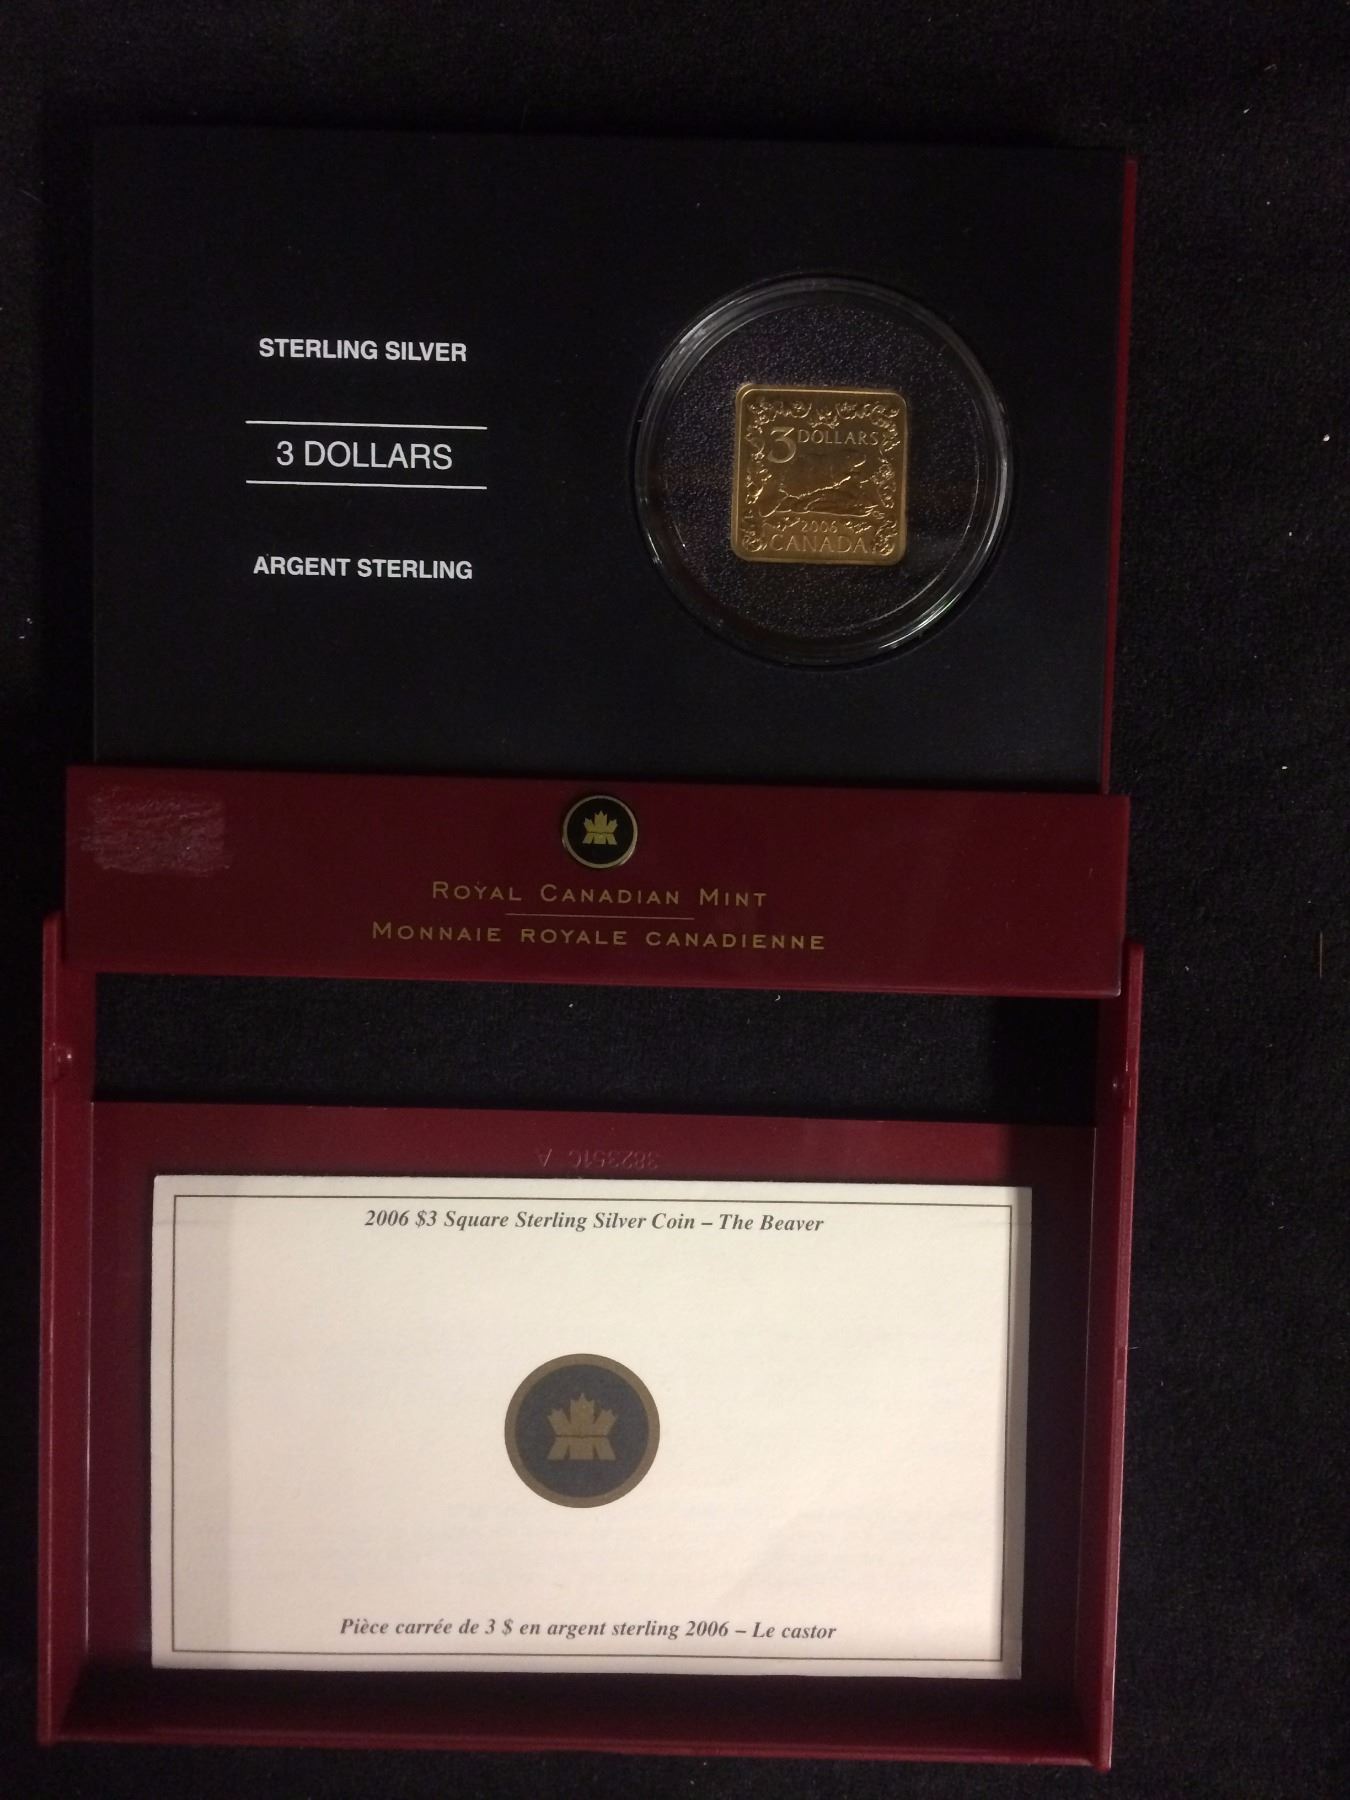 STERLING SILVER
3 DOLLARS
ARGENT STERLING
3 DOLLARS
2006
CANADA
ROYAL CANADIAN MINT
MONNAIE ROYALE CANADIENNE
382351C A
2006 $3 Square Sterling Silver Coin – The Beaver
Pièce carrée de 3 $ en argent sterling 2006 – Le castor